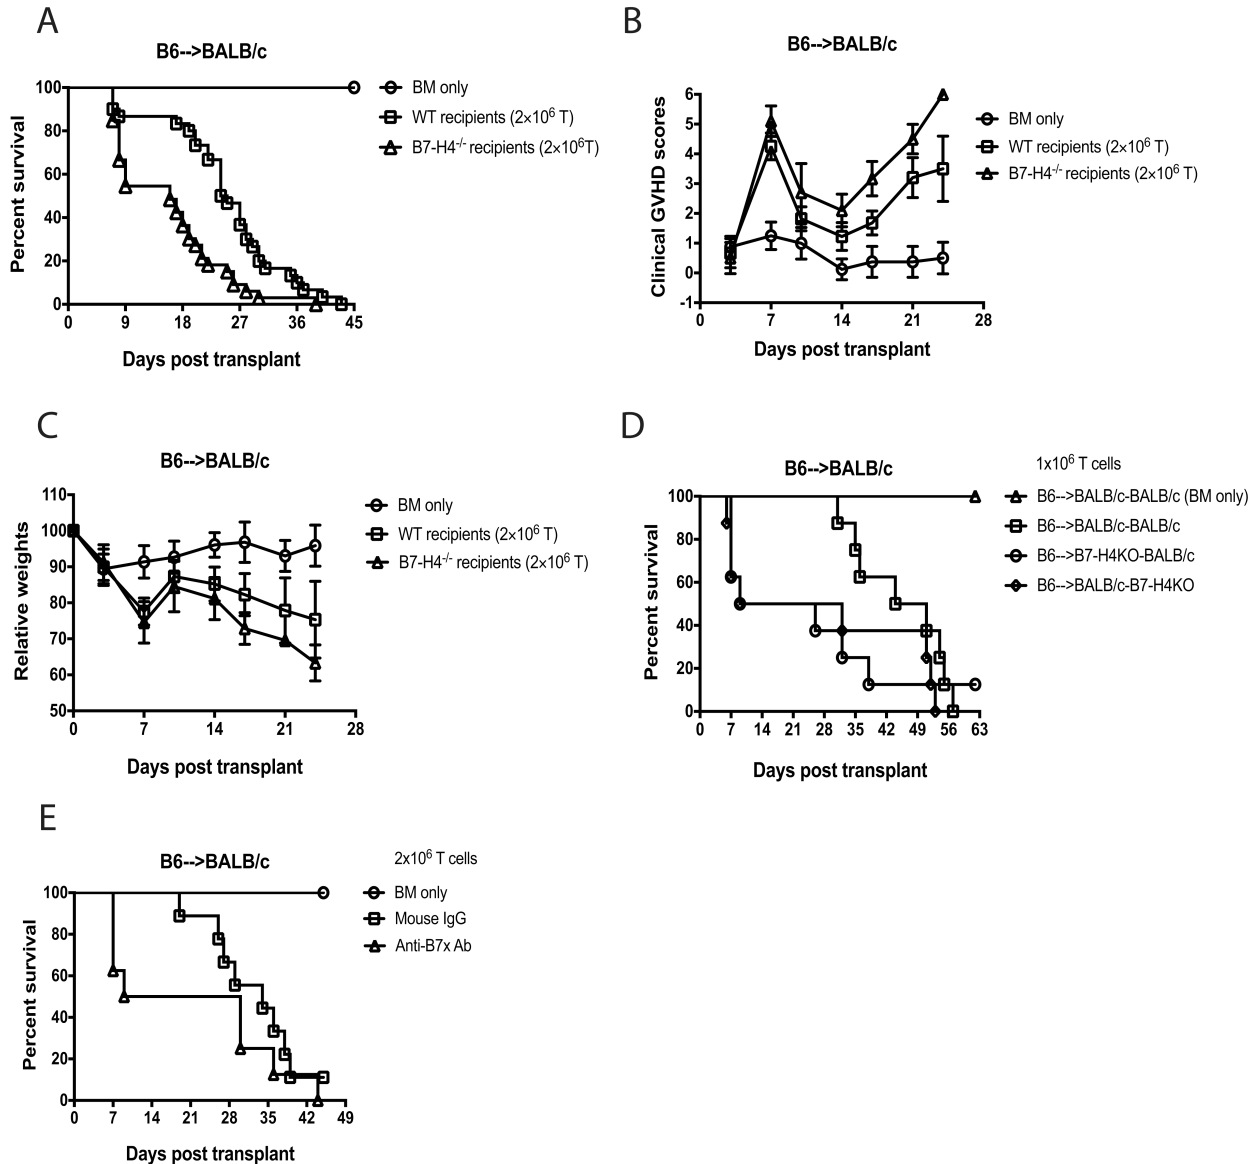 A
B6-->BALB/c
Percent survival
100
80
60
40
20
0
0 9 18 27 36 45
Days post transplant
BM only
WT recipients (2×10⁶ T)
B7-H4⁻/⁻ recipients (2×10⁶T)
B
B6-->BALB/c
Clinical GVHD scores
6
5
4
3
2
1
0
-1
0 7 14 21 28
Days post transplant
BM only
WT recipients (2×10⁶ T)
B7-H4⁻/⁻ recipients (2×10⁶ T)
C
B6-->BALB/c
Relative weights
110
100
90
80
70
60
50
0 7 14 21 28
Days post transplant
BM only
WT recipients (2×10⁶ T)
B7-H4⁻/⁻ recipients (2×10⁶ T)
D
B6-->BALB/c
Percent survival
100
80
60
40
20
0
0 7 14 21 28 35 42 49 56 63
Days post transplant
1x10⁶ T cells
B6-->BALB/c-BALB/c (BM only)
B6-->BALB/c-BALB/c
B6-->B7-H4KO-BALB/c
B6-->BALB/c-B7-H4KO
E
B6-->BALB/c
Percent survival
100
80
60
40
20
0
0 7 14 21 28 35 42 49
Days post transplant
2x10⁶ T cells
BM only
Mouse IgG
Anti-B7x Ab